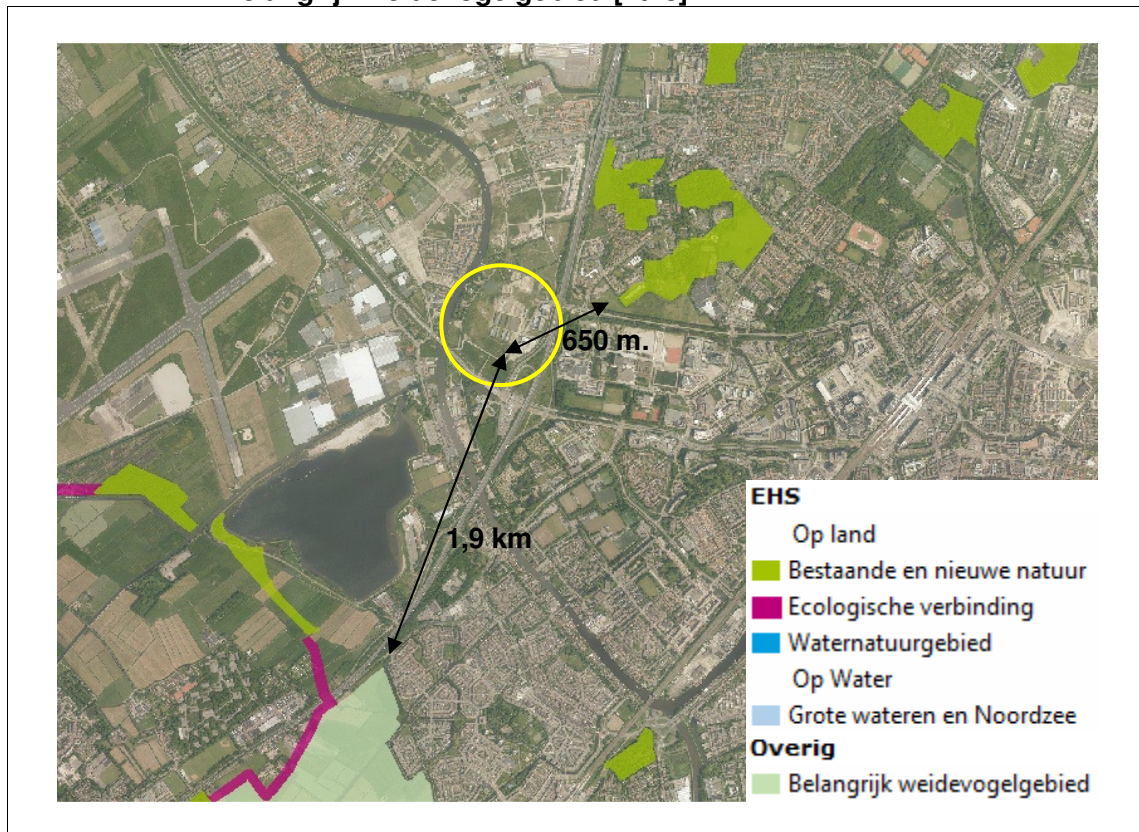 650 m.
1,9 km
EHS
Op land
Bestaande en nieuwe natuur
Ecologische verbinding
Waternatuurgebied
Op Water
Grote wateren en Noordzee
Overig
Belangrijk weidevogelgebied